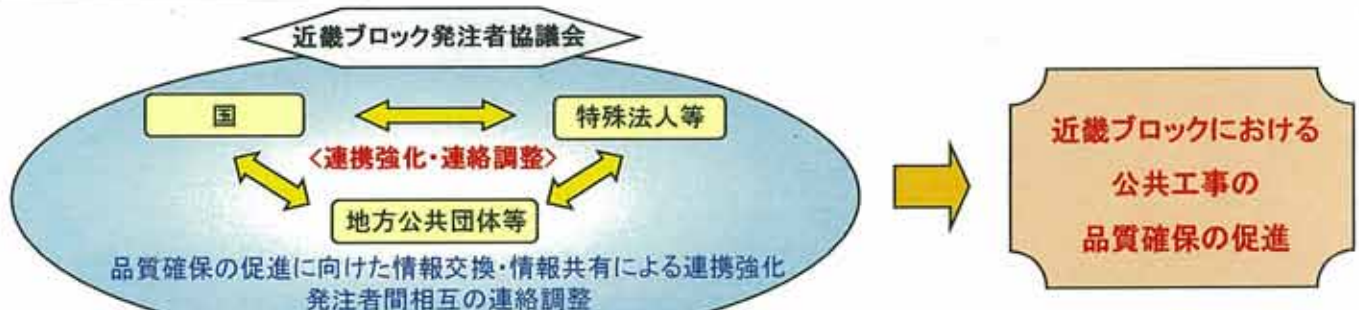 近畿ブロック発注者協議会
国
特殊法人等
<連携強化・連絡調整>
地方公共団体等
品質確保の促進に向けた情報交換・情報共有による連携強化
発注者間相互の連絡調整
近畿ブロックにおける
公共工事の
品質確保の促進